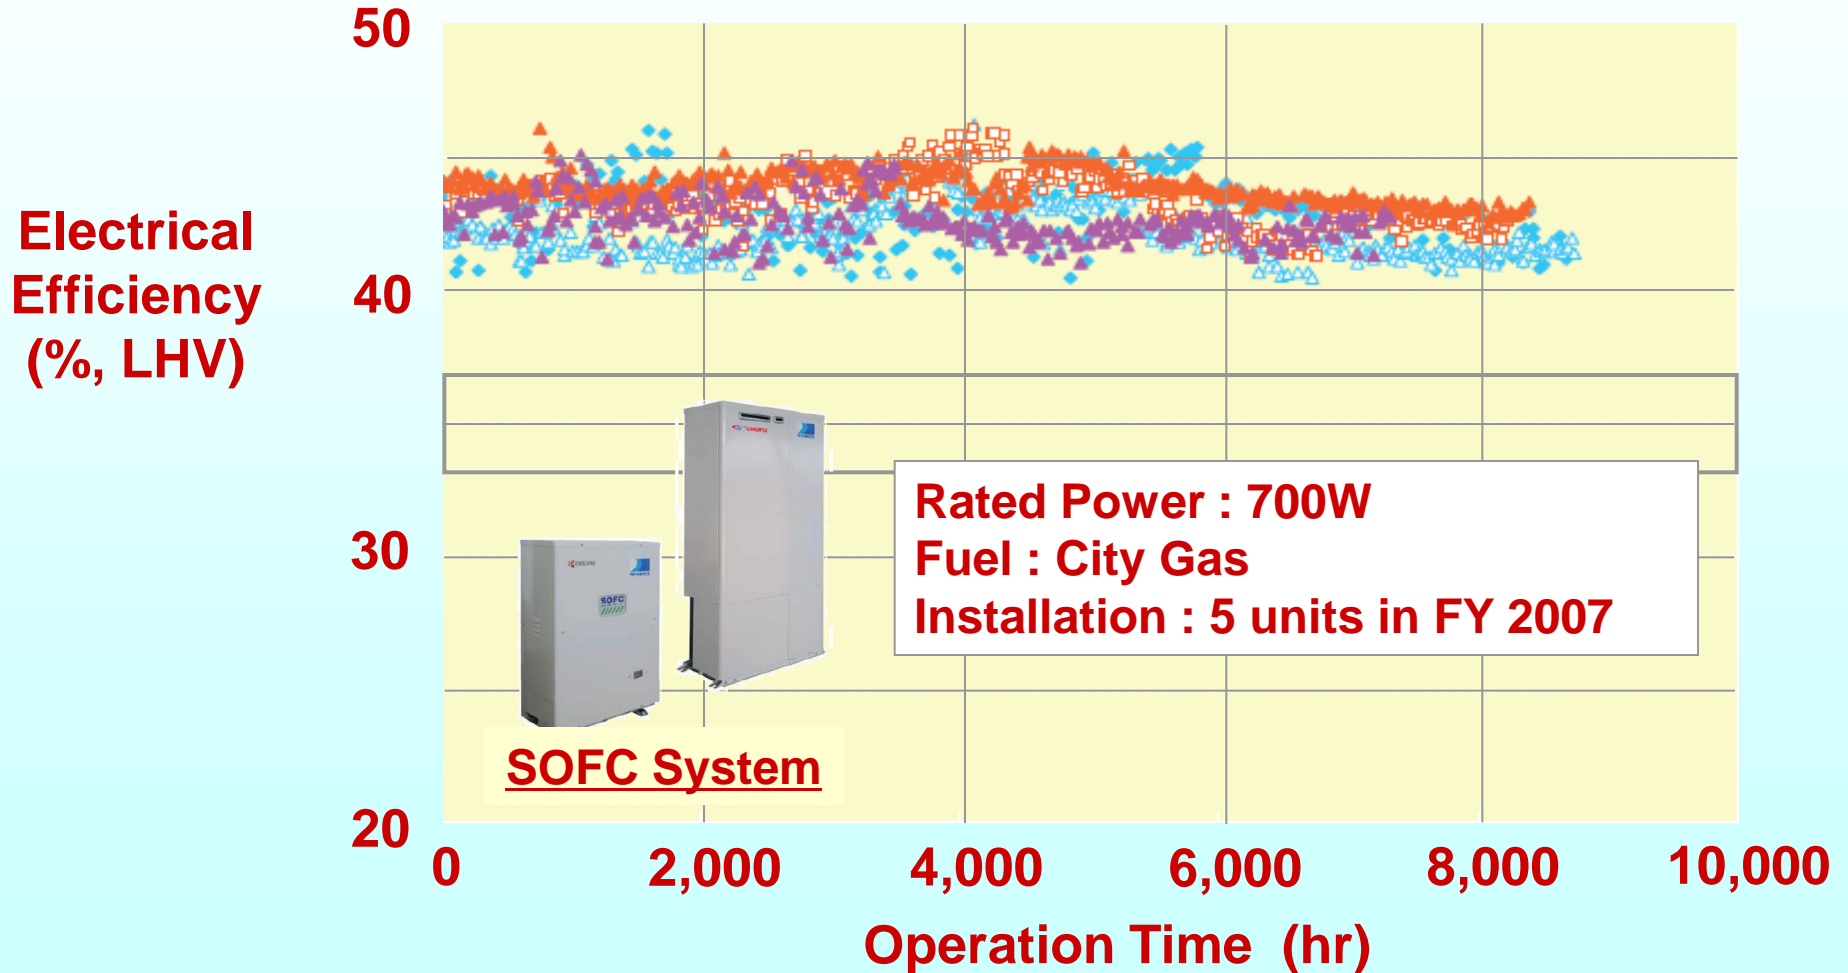 50
Electrical
Efficiency
(%, LHV)
40
30
20
Rated Power : 700W
Fuel : City Gas
Installation : 5 units in FY 2007
SOFC
SOFC System
0 2,000 4,000 6,000 8,000 10,000
Operation Time (hr)